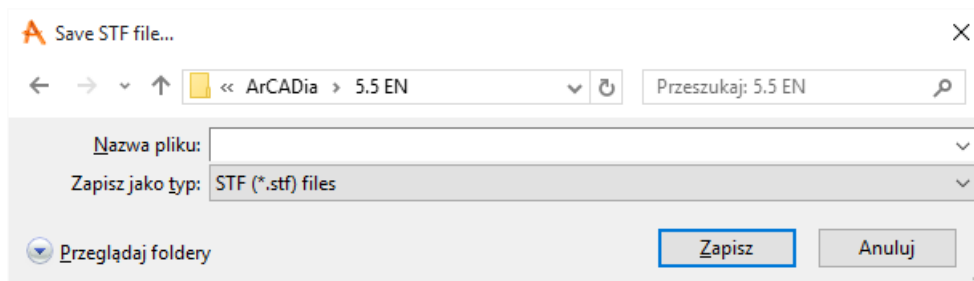 Save STF file...
« ArCADia › 5.5 EN Przeszukaj: 5.5 EN
Nazwa pliku:
Zapisz jako typ: STF (*.stf) files
Przeglądaj foldery Zapisz Anuluj